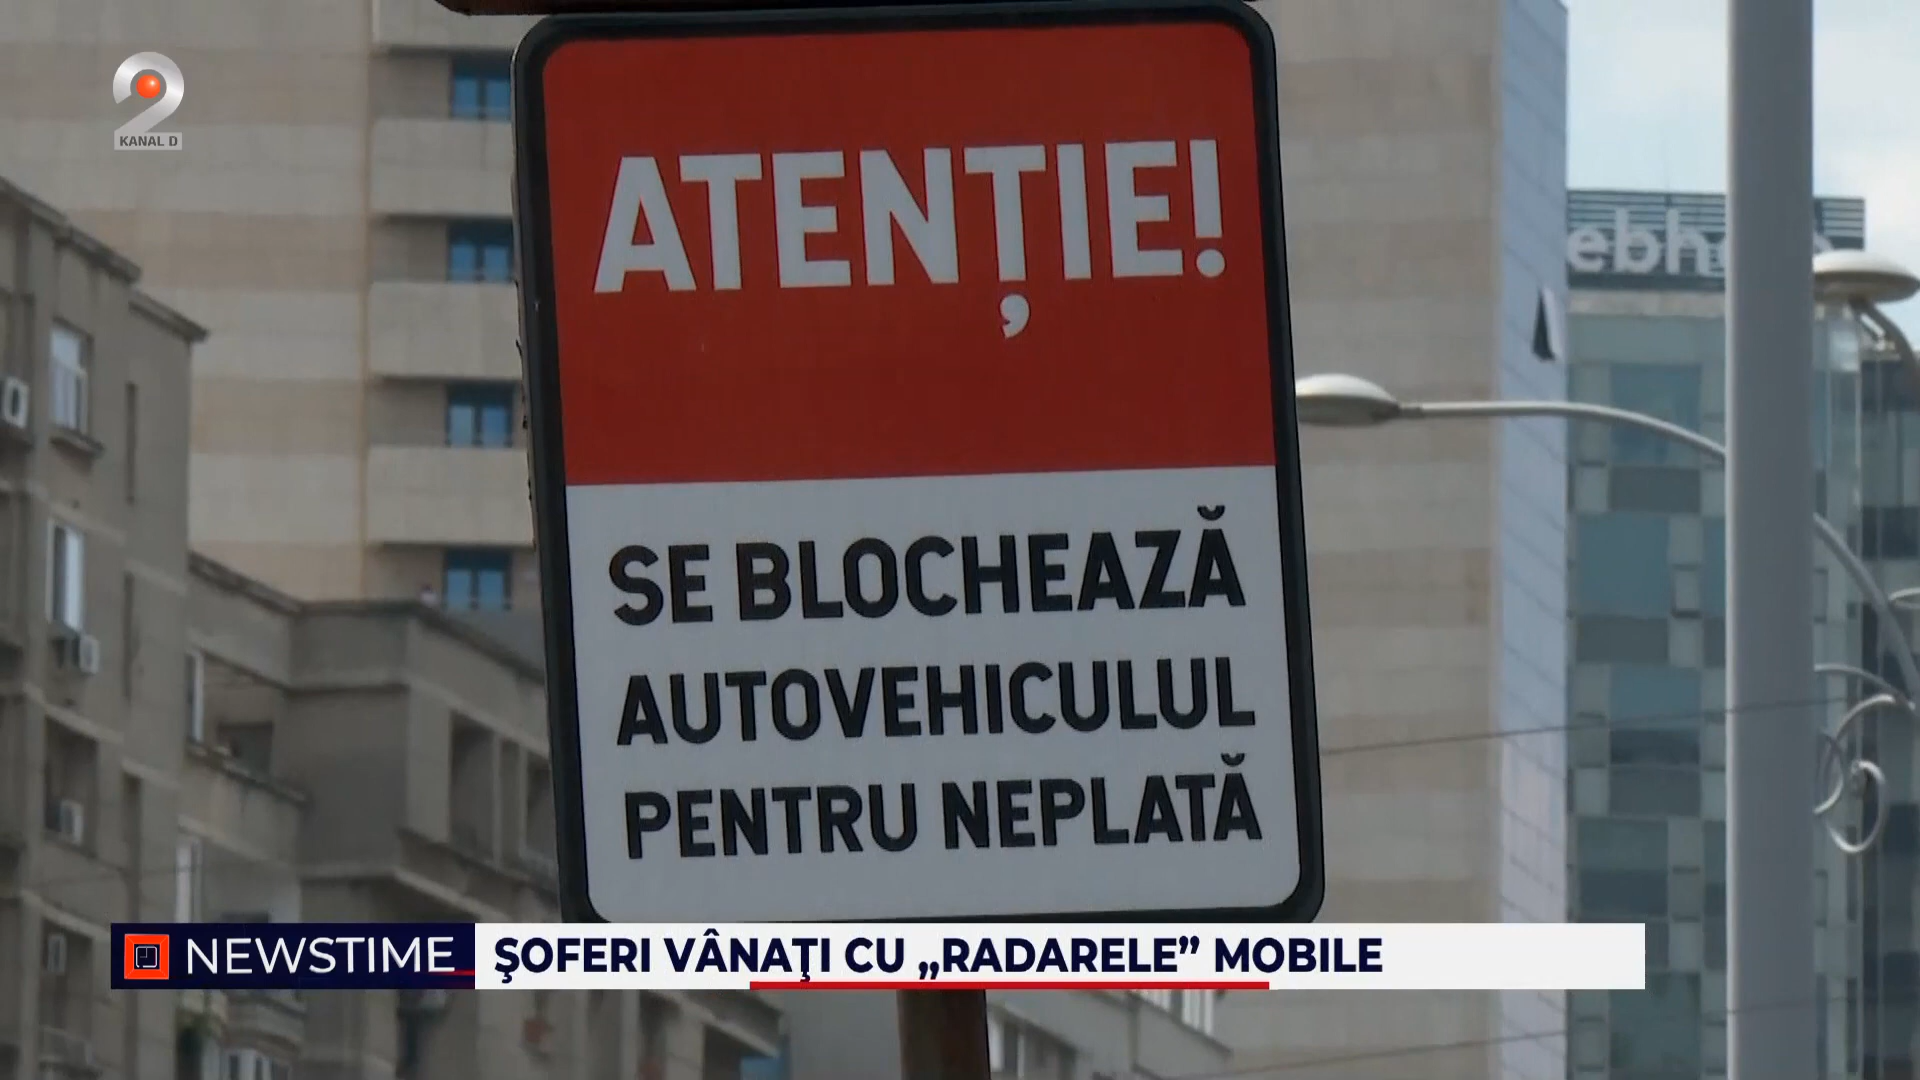 KANAL D
ATENȚIE!
SE BLOCHEAZĂ
AUTOVEHICULUL
PENTRU NEPLATĂ
NEWSTIME
ŞOFERI VÂNAŢI CU „RADARELE” MOBILE